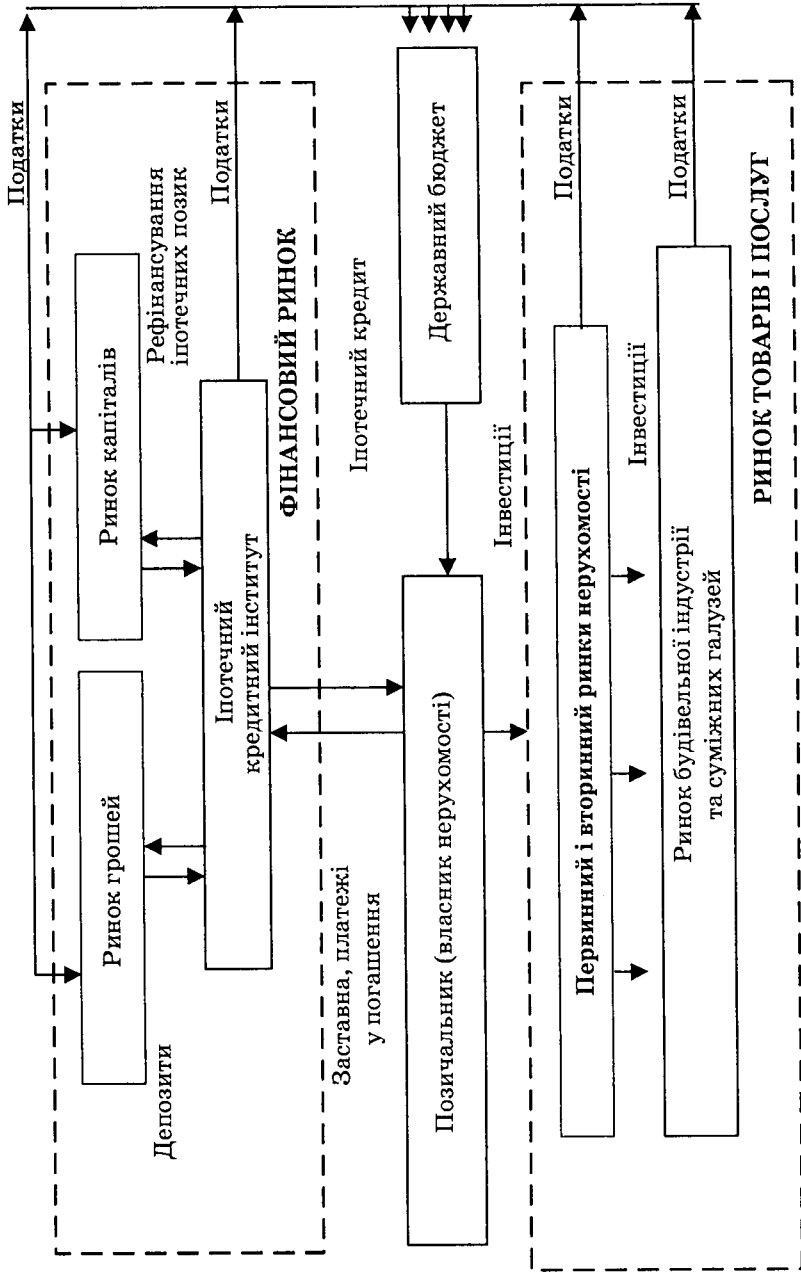 Податки
Ринок грошей
Ринок капіталів
Депозити
Рефінансування
іпотечних позик
Податки
Іпотечний
кредитний інститут
ФІНАНСОВИЙ РИНОК
Заставна, платежі
у погашення
Іпотечний кредит
Позичальник (власник нерухомості)
Державний бюджет
Інвестиції
Первинний і вторинний ринки нерухомості
Податки
Інвестиції
Ринок будівельної індустрії
та суміжних галузей
Податки
РИНОК ТОВАРІВ І ПОСЛУГ